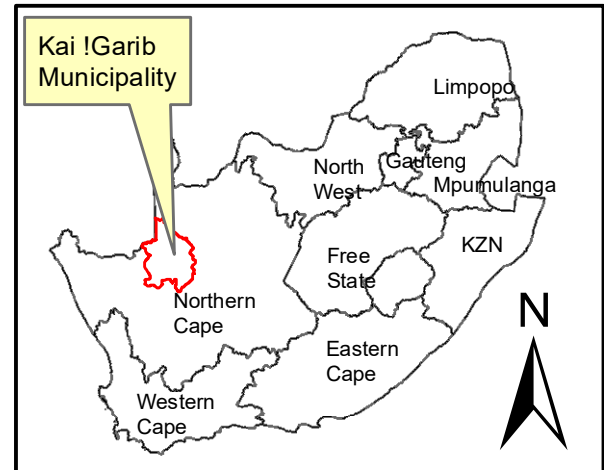 Kai !Garib
Municipality
Limpopo
North
West
Gauteng
Mpumulanga
Free
State
KZN
Northern
Cape
N
Eastern
Cape
Western
Cape